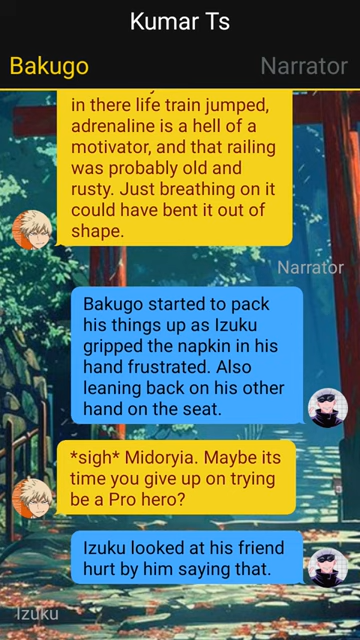 Kumar Ts
Bakugo
Narrator
in there life train jumped,
adrenaline is a hell of a
motivator, and that railing
was probably old and
rusty. Just breathing on it
could have bent it out of
shape.
Narrator
Bakugo started to pack
his things up as Izuku
gripped the napkin in his
hand frustrated. Also
leaning back on his other
hand on the seat.
*sigh* Midoryia. Maybe its
time you give up on trying
be a Pro hero?
Izuku looked at his friend
hurt by him saying that.
Izuku